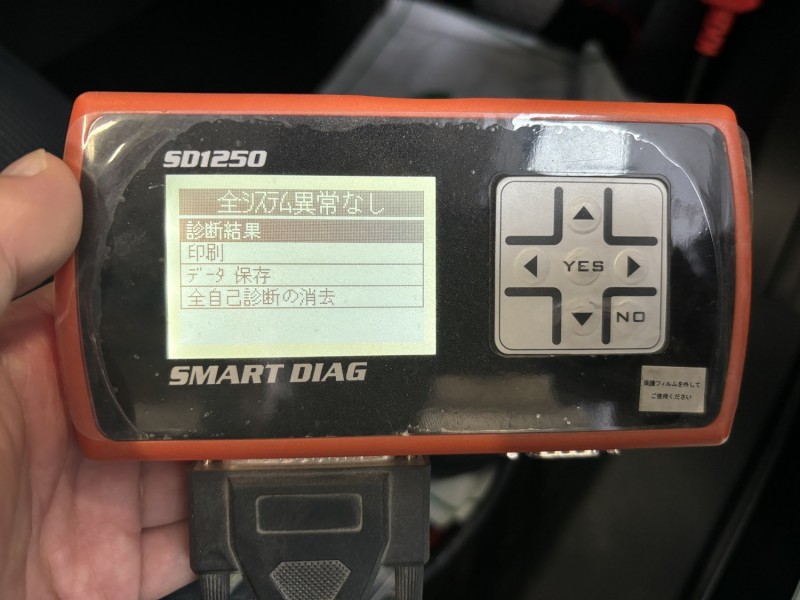 SD1250
全システム異常なし
診断結果
印刷
データ 保存
全自己診断の消去
SMART DIAG
▲
◀ YES ▶
▼ NO
保護フィルムを外して
ご使用ください